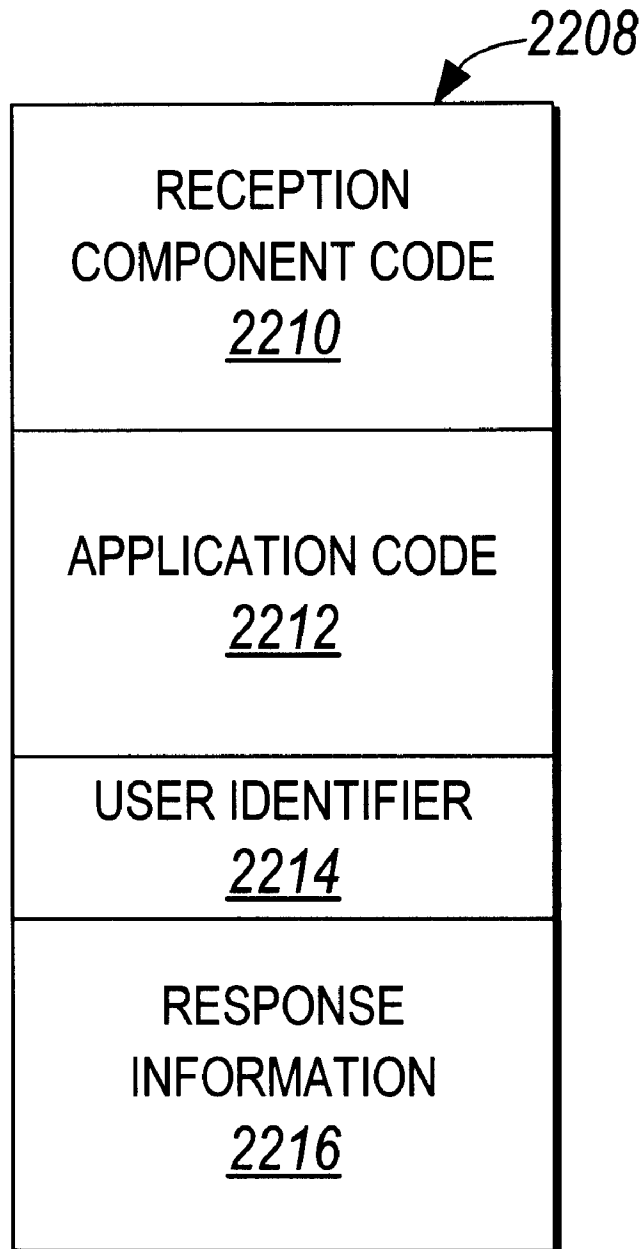 2208
RECEPTION
COMPONENT CODE
2210
APPLICATION CODE
2212
USER IDENTIFIER
2214
RESPONSE
INFORMATION
2216